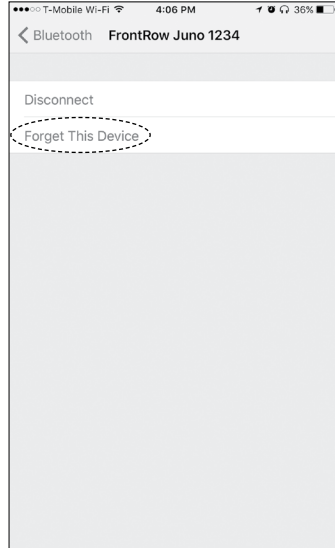 T-Mobile Wi-Fi 4:06 PM 36%
Bluetooth FrontRow Juno 1234
Disconnect
Forget This Device